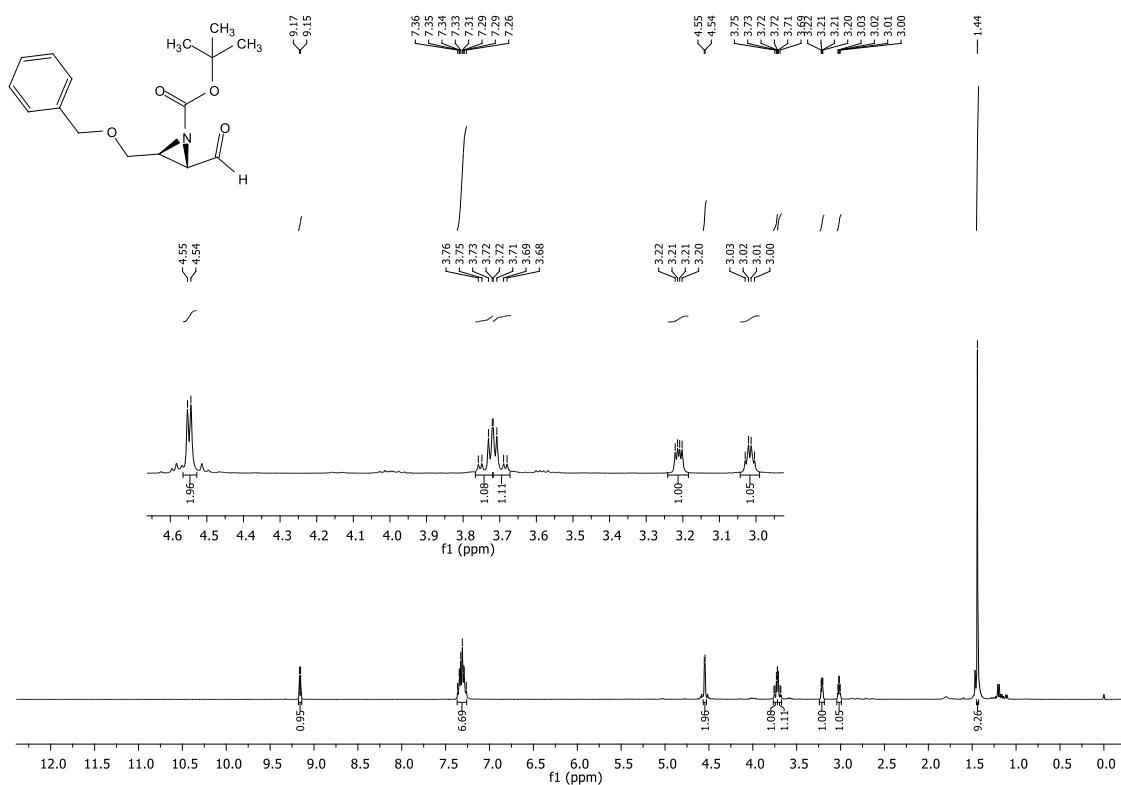 9.17 9.15 7.36 7.35 7.34 7.33 7.31 7.29 7.29 7.26 4.55 4.54 3.75 3.73 3.72 3.72 3.71 3.69 3.22 3.21 3.21 3.20 3.03 3.02 3.01 3.00 1.44
CH₃
H₃C CH₃
O O
O N O
H
4.55 4.54 3.76 3.75 3.73 3.72 3.72 3.71 3.69 3.68 3.22 3.21 3.21 3.20 3.03 3.02 3.01 3.00
1.96 1.08 1.11 1.00 1.05
4.6 4.5 4.4 4.3 4.2 4.1 4.0 3.9 3.8 3.7 3.6 3.5 3.4 3.3 3.2 3.1 3.0
f1 (ppm)
0.95 6.69 1.96 1.08 1.11 1.00 1.05 9.26
12.0 11.5 11.0 10.5 10.0 9.5 9.0 8.5 8.0 7.5 7.0 6.5 6.0 5.5 5.0 4.5 4.0 3.5 3.0 2.5 2.0 1.5 1.0 0.5 0.0
f1 (ppm)